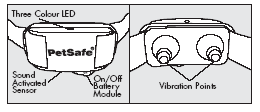 Three Colour LED
PetSafe®
Sound
Activated
Sensor
On/Off
Battery
Module
Vibration Points